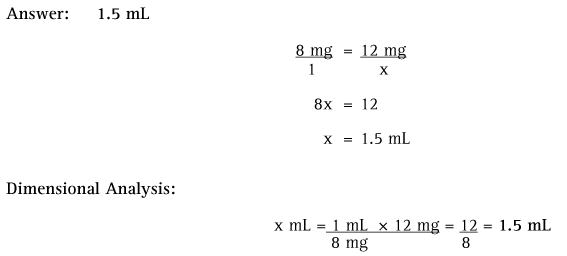 Answer: 1.5 mL
8 mg = 12 mg
1 x
8x = 12
x = 1.5 mL
Dimensional Analysis:
x mL = 1 mL × 12 mg = 12 = 1.5 mL
8 mg 8